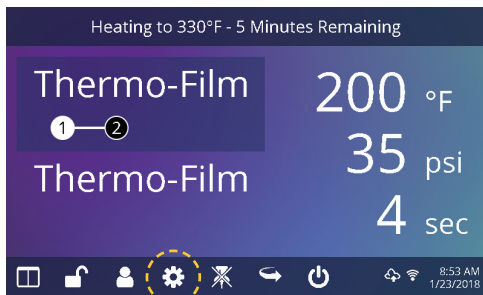 Heating to 330°F - 5 Minutes Remaining
Thermo-Film
1 2
Thermo-Film
200 °F
35 psi
4 sec
8:53 AM
1/23/2018